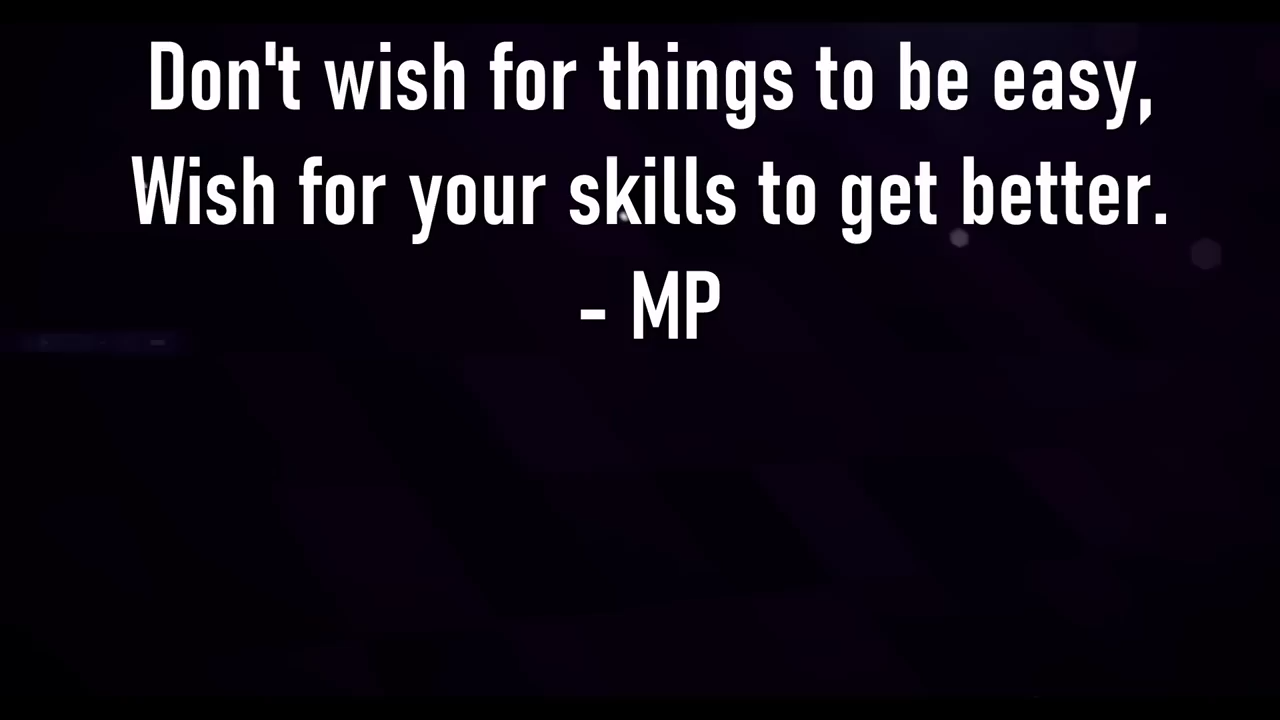 Don't wish for things to be easy,
Wish for your skills to get better.
- MP